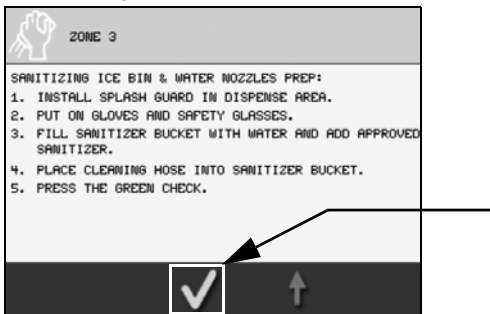 ZONE 3
SANITIZING ICE BIN & WATER NOZZLES PREP:
1. INSTALL SPLASH GUARD IN DISPENSE AREA.
2. PUT ON GLOVES AND SAFETY GLASSES.
3. FILL SANITIZER BUCKET WITH WATER AND ADD APPROVED
SANITIZER.
4. PLACE CLEANING HOSE INTO SANITIZER BUCKET.
5. PRESS THE GREEN CHECK.